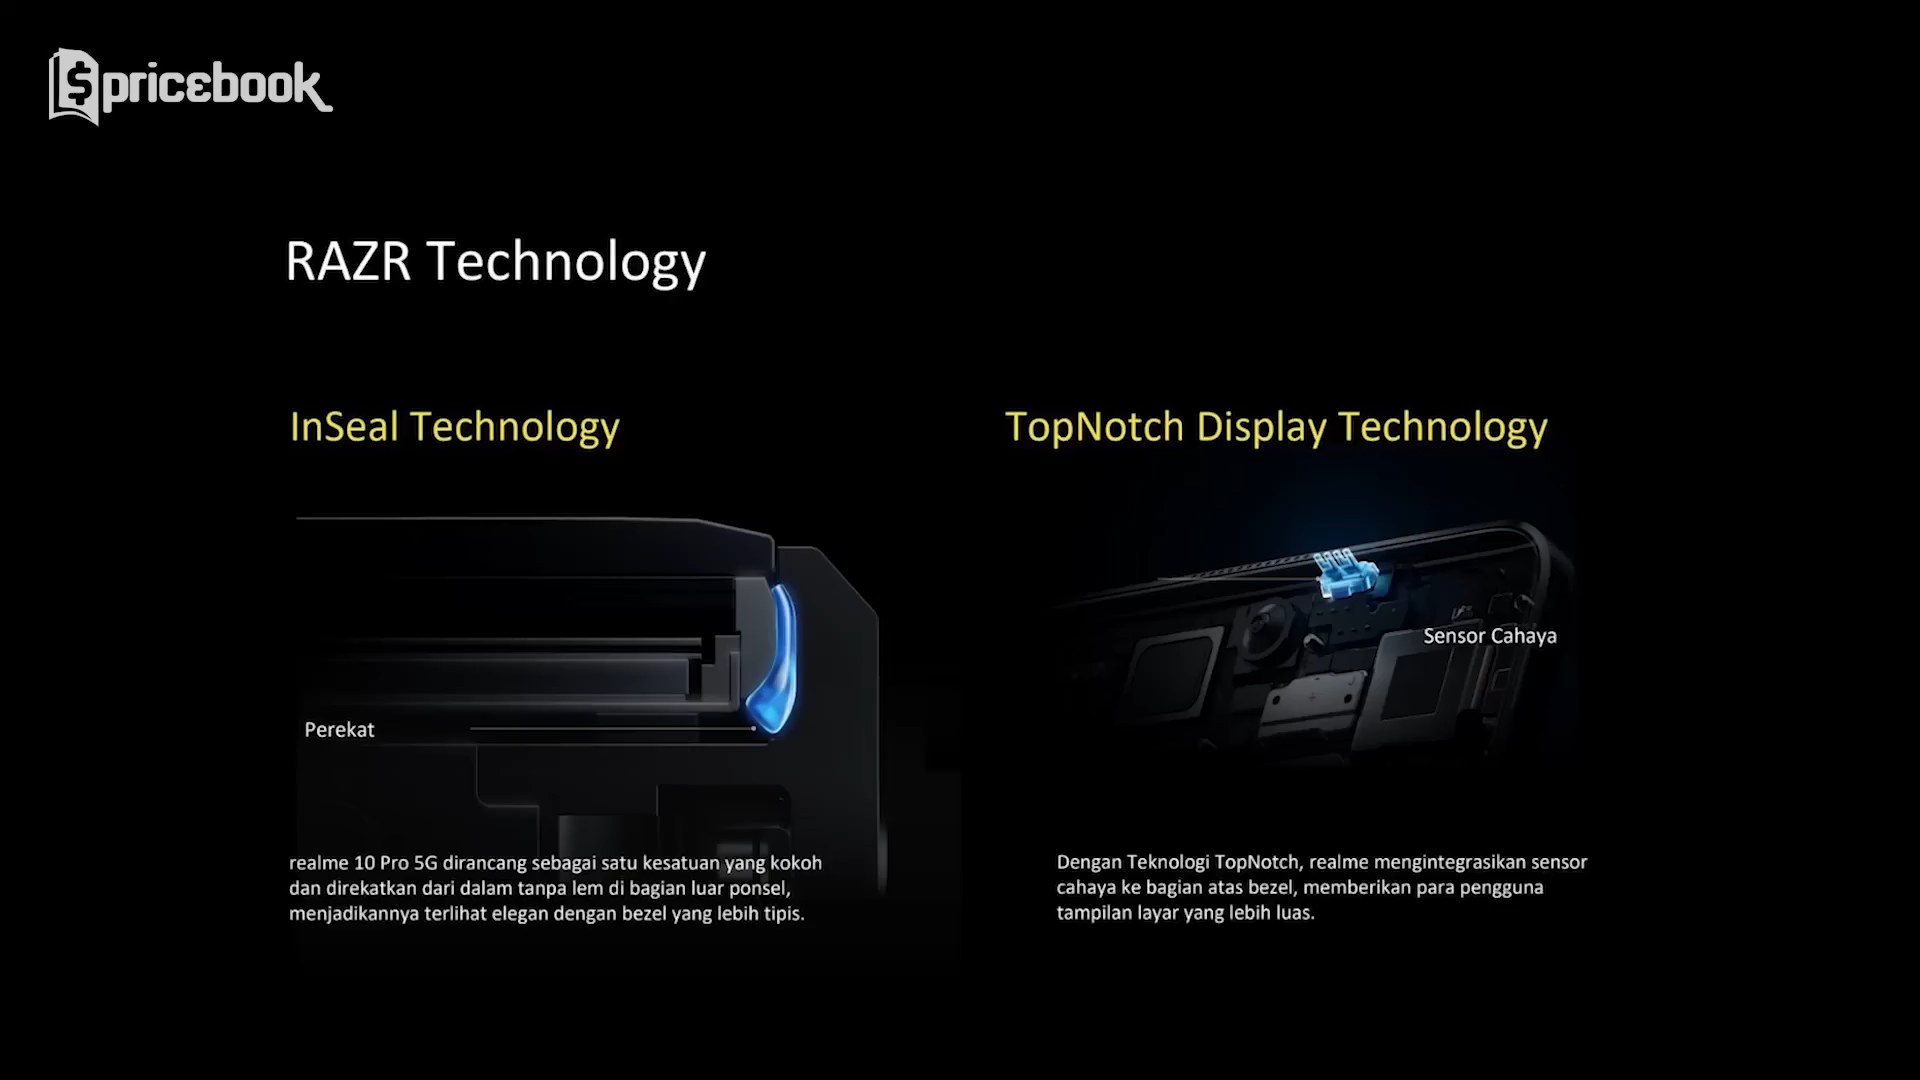 pricebook
RAZR Technology
InSeal Technology
Perekat
realme 10 Pro 5G dirancang sebagai satu kesatuan yang kokoh
dan direkatkan dari dalam tanpa lem di bagian luar ponsel,
menjadikannya terlihat elegan dengan bezel yang lebih tipis.
TopNotch Display Technology
Sensor Cahaya
Dengan Teknologi TopNotch, realme mengintegrasikan sensor
cahaya ke bagian atas bezel, memberikan para pengguna
tampilan layar yang lebih luas.